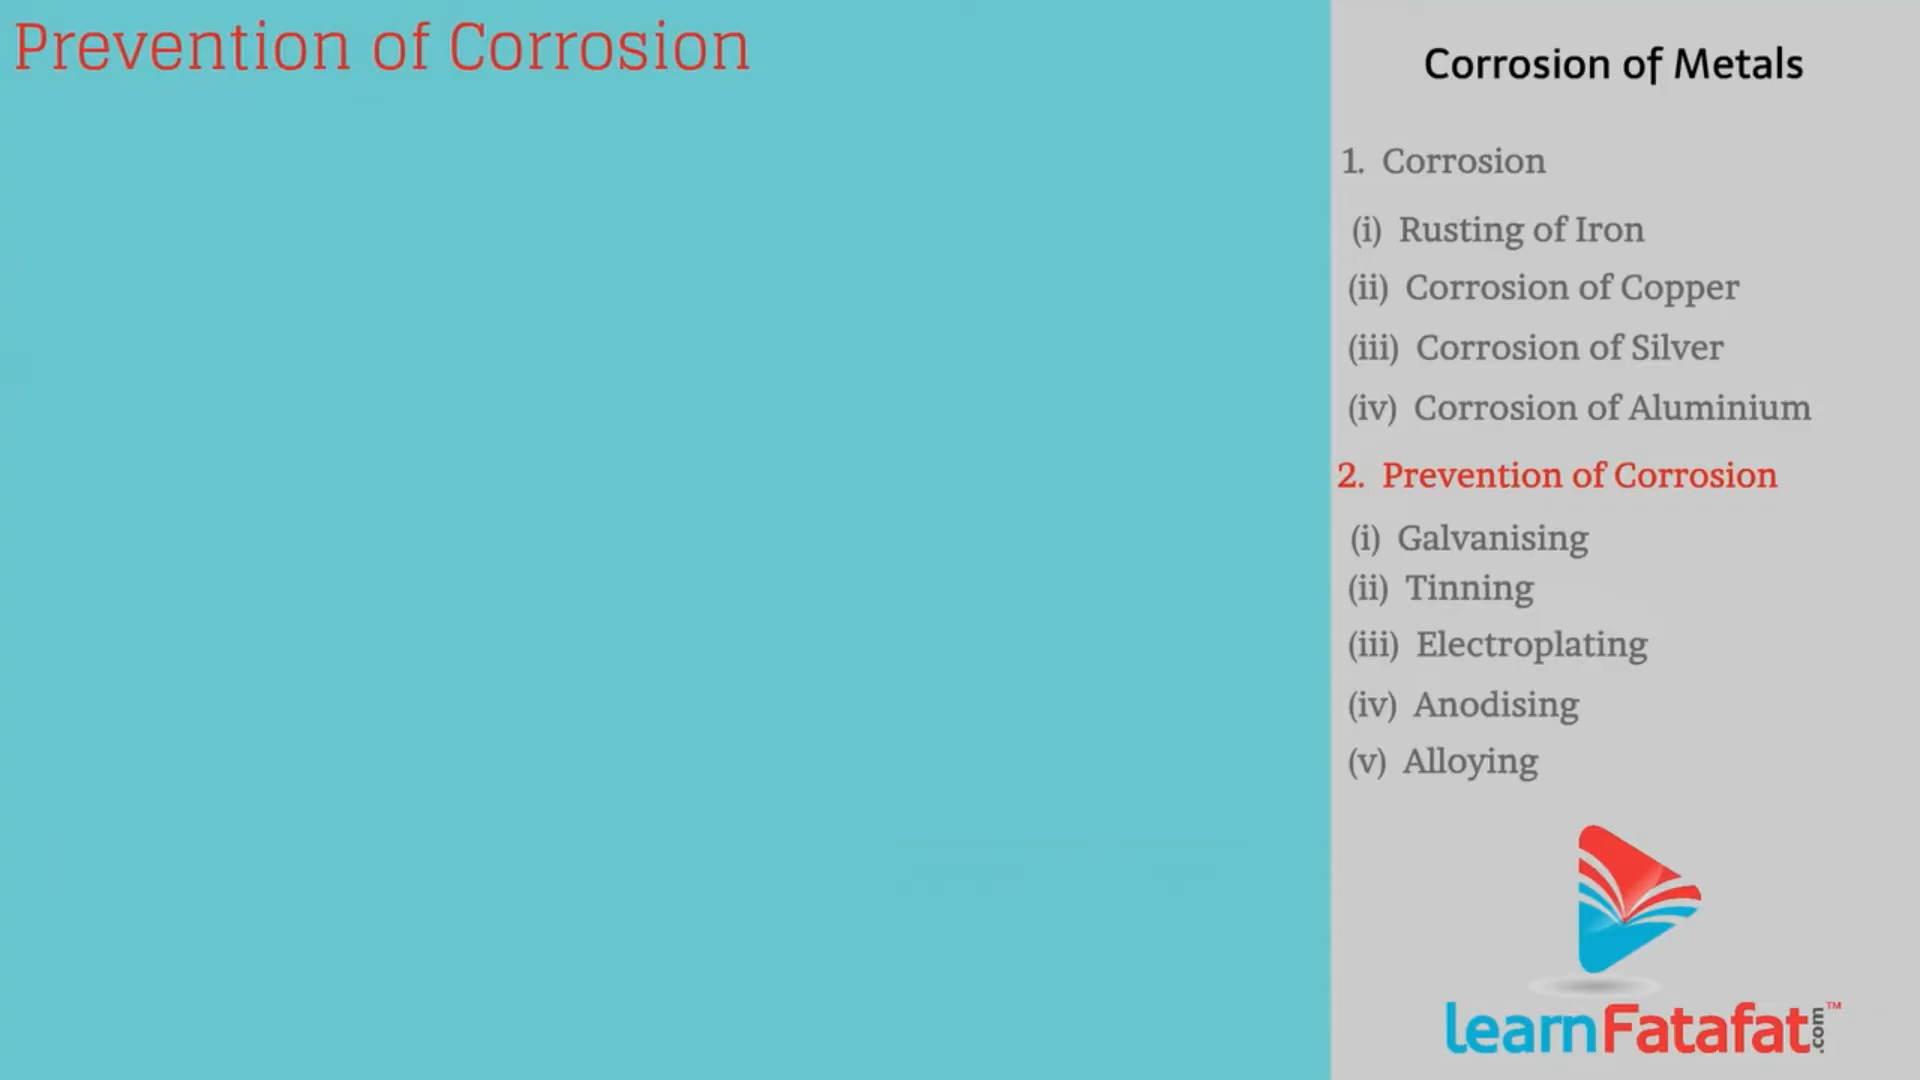 Prevention of Corrosion
Corrosion of Metals
1. Corrosion
(i) Rusting of Iron
(ii) Corrosion of Copper
(iii) Corrosion of Silver
(iv) Corrosion of Aluminium
2. Prevention of Corrosion
(i) Galvanising
(ii) Tinning
(iii) Electroplating
(iv) Anodising
(v) Alloying
learnFatafat.com™